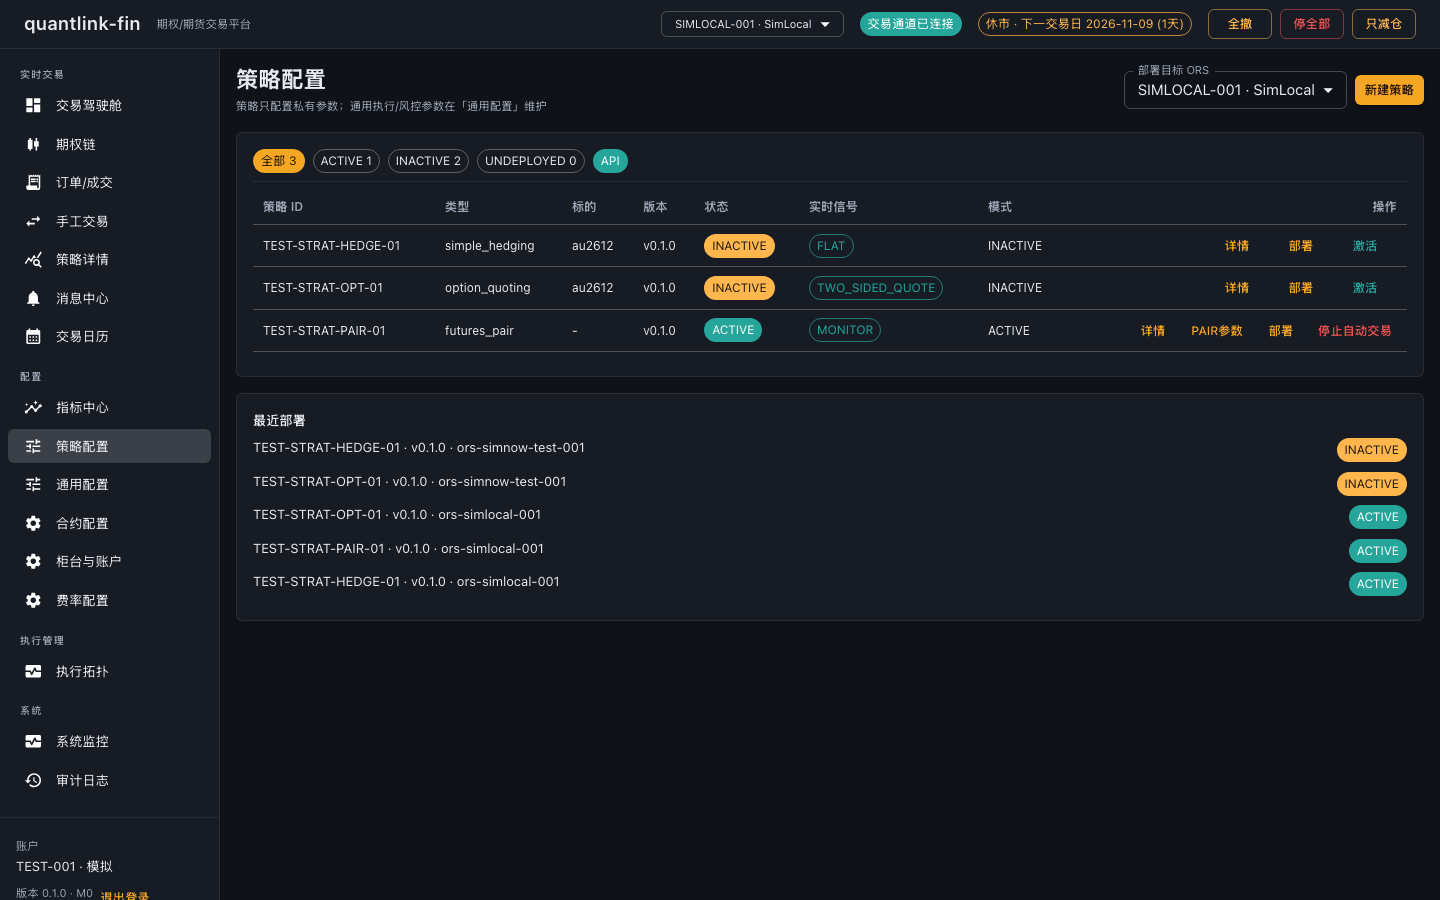 quantlink-fin 期权/期货交易平台 SIMLOCAL-001 · SimLocal 交易通道已连接 休市 · 下一交易日 2026-11-09 (1天) 全撤 停全部 只减仓
实时交易
交易驾驶舱
期权链
订单/成交
手工交易
策略详情
消息中心
交易日历
配置
指标中心
策略配置
通用配置
合约配置
柜台与账户
费率配置
执行管理
执行拓扑
系统
系统监控
审计日志
账户
TEST-001 · 模拟
版本 0.1.0 · M0 退出登录
策略配置
策略只配置私有参数；通用执行/风控参数在「通用配置」维护
部署目标 ORS
SIMLOCAL-001 · SimLocal 新建策略
全部 3 ACTIVE 1 INACTIVE 2 UNDEPLOYED 0 API
策略 ID 类型 标的 版本 状态 实时信号 模式 操作
TEST-STRAT-HEDGE-01 simple_hedging au2612 v0.1.0 INACTIVE FLAT INACTIVE 详情 部署 激活
TEST-STRAT-OPT-01 option_quoting au2612 v0.1.0 INACTIVE TWO_SIDED_QUOTE INACTIVE 详情 部署 激活
TEST-STRAT-PAIR-01 futures_pair - v0.1.0 ACTIVE MONITOR ACTIVE 详情 PAIR参数 部署 停止自动交易
最近部署
TEST-STRAT-HEDGE-01 · v0.1.0 · ors-simnow-test-001 INACTIVE
TEST-STRAT-OPT-01 · v0.1.0 · ors-simnow-test-001 INACTIVE
TEST-STRAT-OPT-01 · v0.1.0 · ors-simlocal-001 ACTIVE
TEST-STRAT-PAIR-01 · v0.1.0 · ors-simlocal-001 ACTIVE
TEST-STRAT-HEDGE-01 · v0.1.0 · ors-simlocal-001 ACTIVE